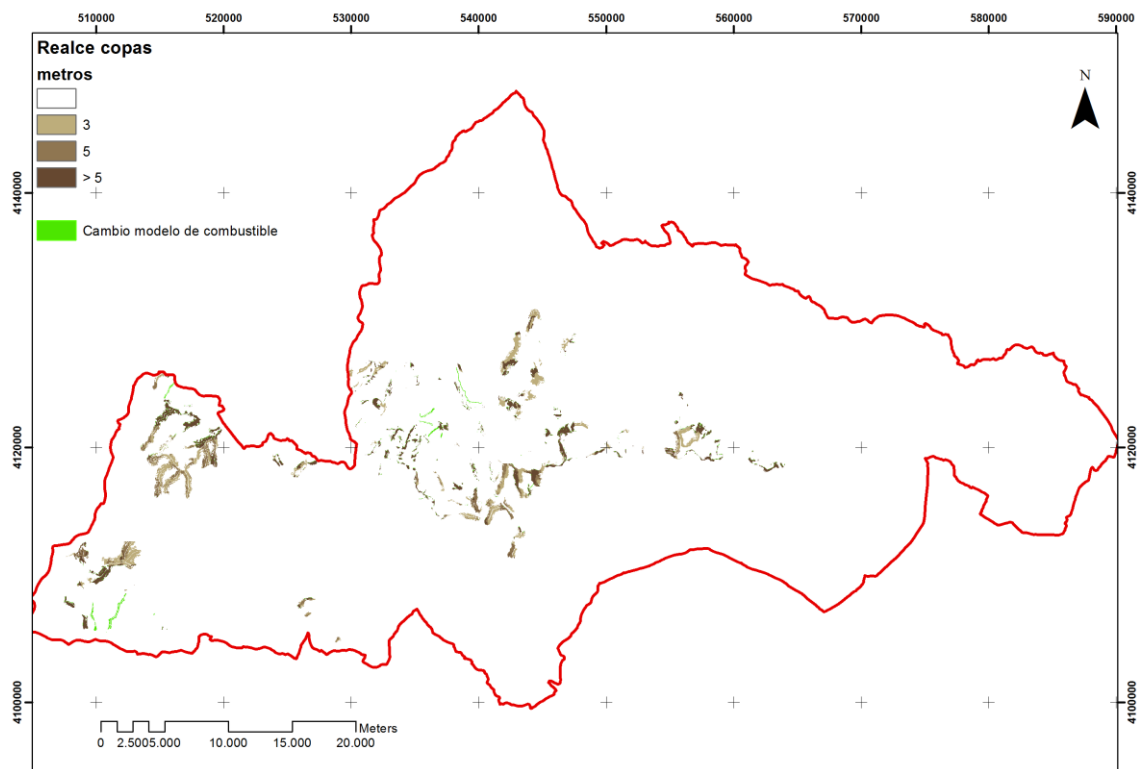 510000 520000 530000 540000 550000 560000 570000 580000 590000
Realce copas
metros
3
5
> 5
Cambio modelo de combustible
N
4140000 4140000
4120000 4120000
4100000 4100000
Meters
0 2.5005.000 10.000 15.000 20.000